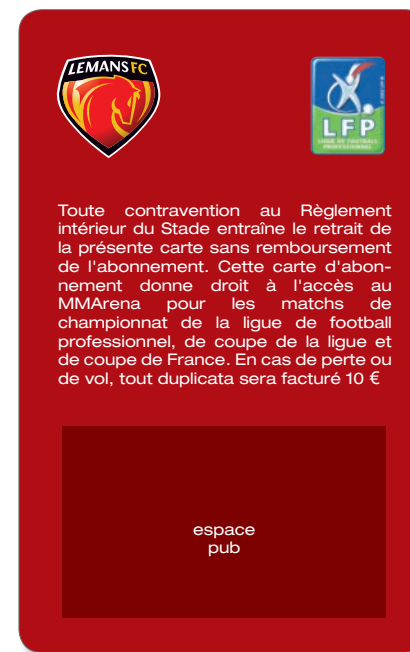 LEMANS FC
LFP
LIGUE DE FOOTBALL
PROFESSIONNEL
Toute contravention au Règlement
intérieur du Stade entraîne le retrait de
la présente carte sans remboursement
de l'abonnement. Cette carte d'abon-
nement donne droit à l'accès au
MMArena pour les matchs de
championnat de la ligue de football
professionnel, de coupe de la ligue et
de coupe de France. En cas de perte ou
de vol, tout duplicata sera facturé 10 €
espace
pub